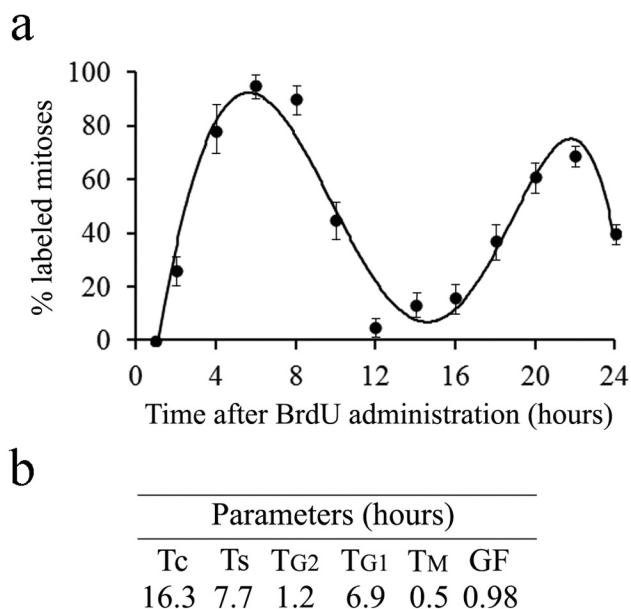 a
% labeled mitoses
100
80
60
40
20
0
0 4 8 12 16 20 24
Time after BrdU administration (hours)
b
Parameters (hours)
Tc Ts TG2 TG1 TM GF
16.3 7.7 1.2 6.9 0.5 0.98